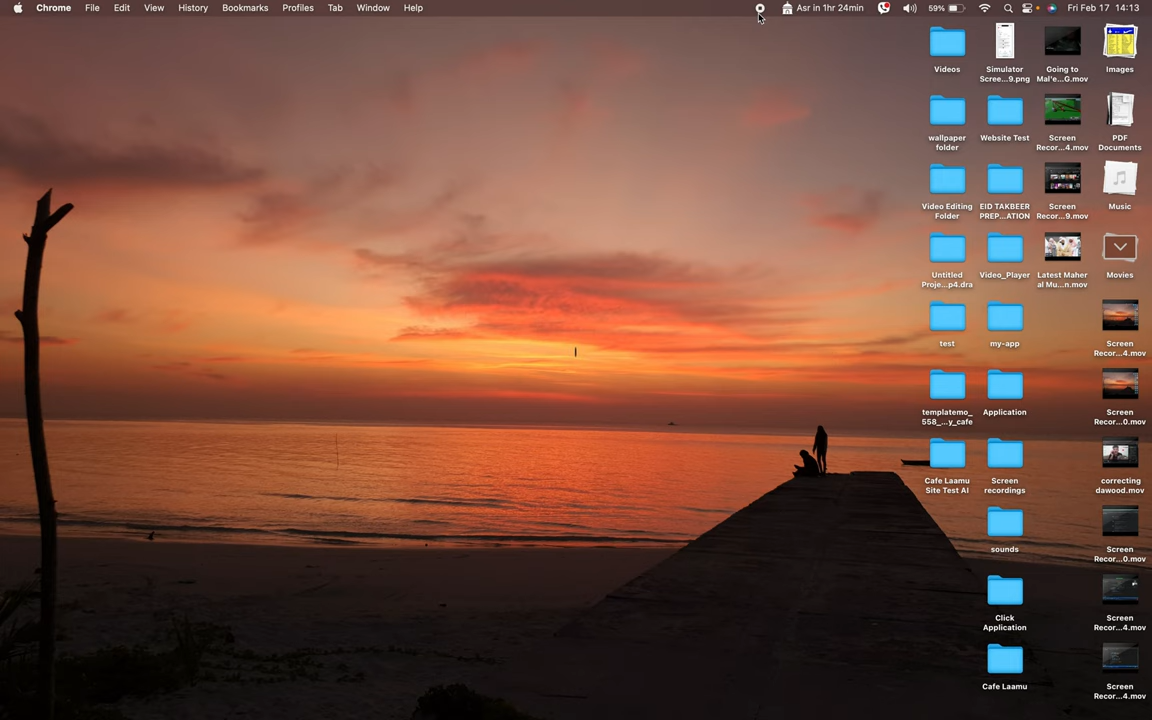 Chrome File Edit View History Bookmarks Profiles Tab Window Help Asr in 1hr 24min 59% Fri Feb 17 14:13
Videos
Simulator
Scree...9.png
Going to
Mal'e...G.mov
Images
wallpaper
folder
Website Test
Screen
Recor...4.mov
PDF
Documents
Video Editing
Folder
EID TAKBEER
PREP...ATION
Screen
Recor...9.mov
Music
Untitled
Proje...p4.dra
Video_Player
Latest Maher
al Mu...n.mov
Movies
test
my-app
Screen
Recor...4.mov
templatemo_
558_...y_cafe
Application
Screen
Recor...0.mov
Cafe Laamu
Site Test AI
Screen
recordings
correcting
dawood.mov
sounds
Screen
Recor...0.mov
Click
Application
Screen
Recor...4.mov
Cafe Laamu
Screen
Recor...4.mov